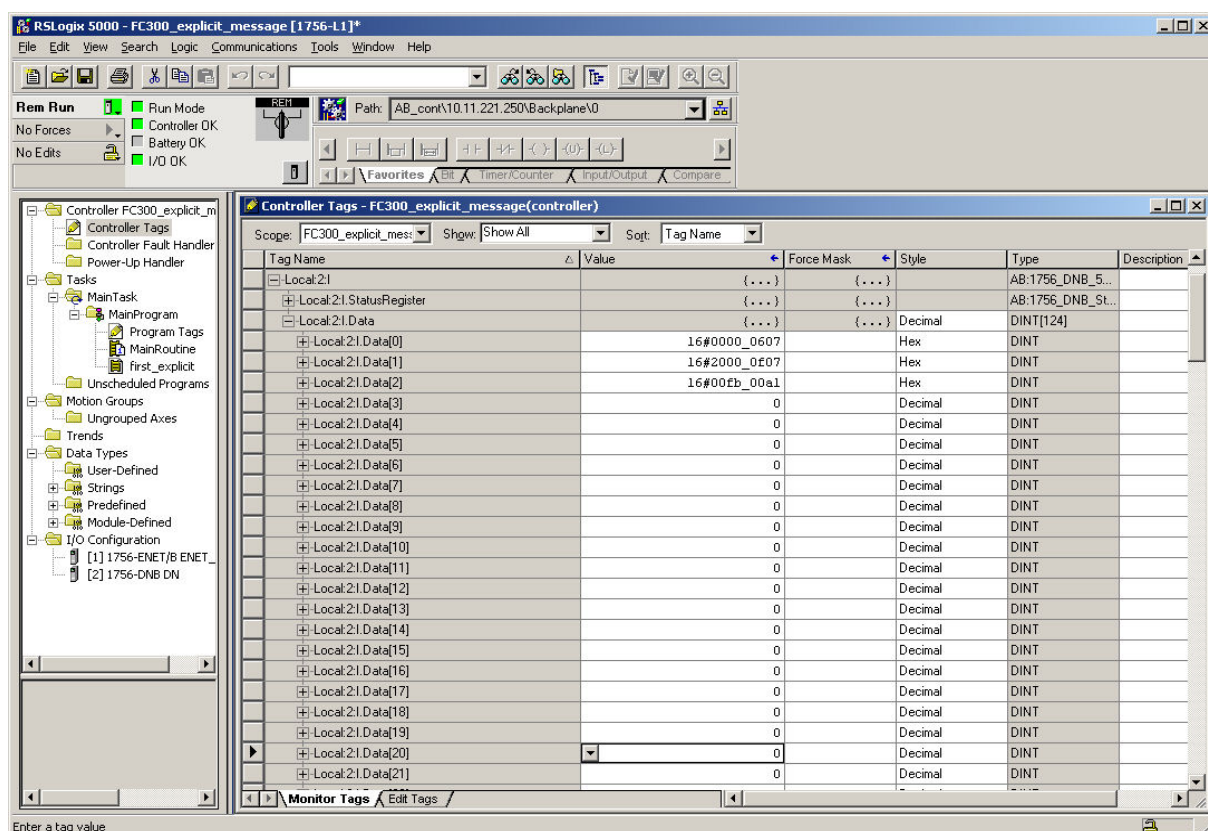 RSLogix 5000 - FC300_explicit_message [1756-L1]*
File Edit View Search Logic Communications Tools Window Help
Rem Run
No Forces
No Edits
Run Mode
Controller OK
Battery OK
I/O OK
REM
Path: AB_cont\10.11.221.250\Backplane\0
Favorites Bit Timer/Counter Input/Output Compare
Controller FC300_explicit_m
Controller Tags
Controller Fault Handler
Power-Up Handler
Tasks
MainTask
MainProgram
Program Tags
MainRoutine
first_explicit
Unscheduled Programs
Motion Groups
Ungrouped Axes
Trends
Data Types
User-Defined
Strings
Predefined
Module-Defined
I/O Configuration
[1] 1756-ENET/B ENET_
[2] 1756-DNB DN
Controller Tags - FC300_explicit_message(controller)
Scope: FC300_explicit_mess Show: Show All Sort: Tag Name
Tag Name Value Force Mask Style Type Description
Local:2:I {...} {...} AB:1756_DNB_5...
Local:2:I.StatusRegister {...} {...} AB:1756_DNB_St...
Local:2:I.Data {...} {...} Decimal DINT[124]
Local:2:I.Data[0] 16#0000_0607 Hex DINT
Local:2:I.Data[1] 16#2000_0f07 Hex DINT
Local:2:I.Data[2] 16#00fb_00a1 Hex DINT
Local:2:I.Data[3] 0 Decimal DINT
Local:2:I.Data[4] 0 Decimal DINT
Local:2:I.Data[5] 0 Decimal DINT
Local:2:I.Data[6] 0 Decimal DINT
Local:2:I.Data[7] 0 Decimal DINT
Local:2:I.Data[8] 0 Decimal DINT
Local:2:I.Data[9] 0 Decimal DINT
Local:2:I.Data[10] 0 Decimal DINT
Local:2:I.Data[11] 0 Decimal DINT
Local:2:I.Data[12] 0 Decimal DINT
Local:2:I.Data[13] 0 Decimal DINT
Local:2:I.Data[14] 0 Decimal DINT
Local:2:I.Data[15] 0 Decimal DINT
Local:2:I.Data[16] 0 Decimal DINT
Local:2:I.Data[17] 0 Decimal DINT
Local:2:I.Data[18] 0 Decimal DINT
Local:2:I.Data[19] 0 Decimal DINT
Local:2:I.Data[20] 0 Decimal DINT
Local:2:I.Data[21] 0 Decimal DINT
Monitor Tags Edit Tags
Enter a tag value